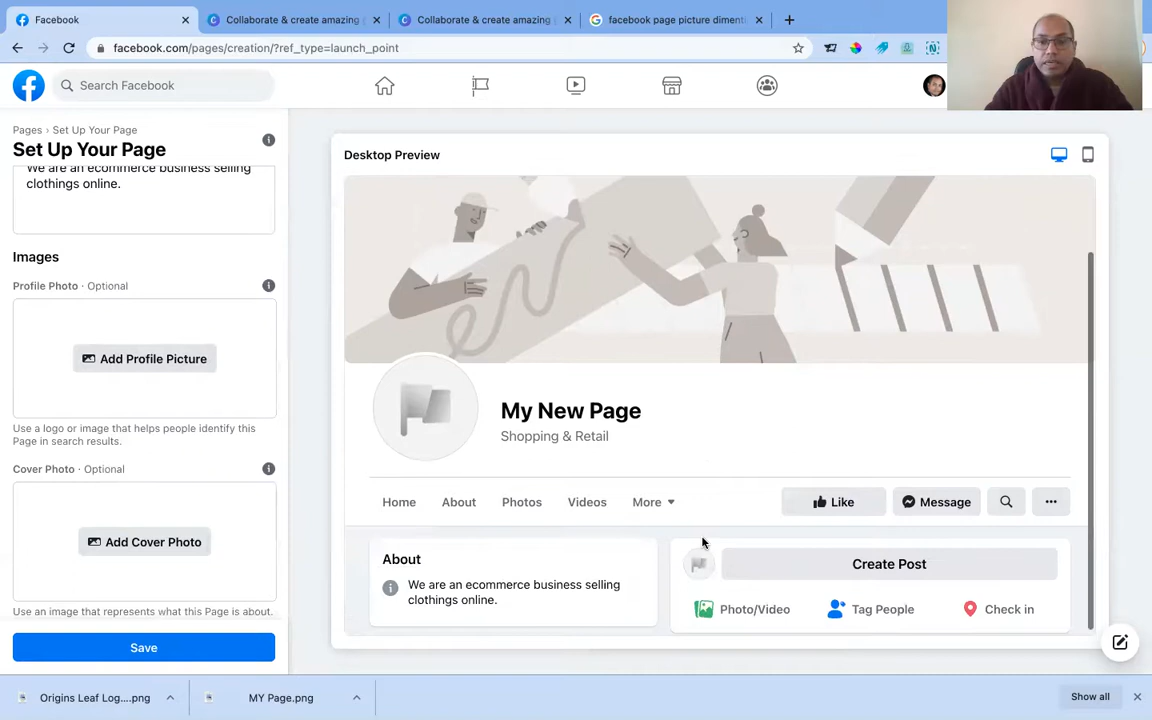 Facebook
Collaborate & create amazing
Collaborate & create amazing
facebook page picture dimenti
facebook.com/pages/creation/?ref_type=launch_point
Search Facebook
Pages › Set Up Your Page
Set Up Your Page
We are an ecommerce business selling
clothings online.
Images
Profile Photo · Optional
Add Profile Picture
Use a logo or image that helps people identify this
Page in search results.
Cover Photo · Optional
Add Cover Photo
Use an image that represents what this Page is about.
Save
Desktop Preview
My New Page
Shopping & Retail
Home About Photos Videos More
Like Message
About
We are an ecommerce business selling
clothings online.
Create Post
Photo/Video Tag People Check in
Origins Leaf Log....png
MY Page.png
Show all